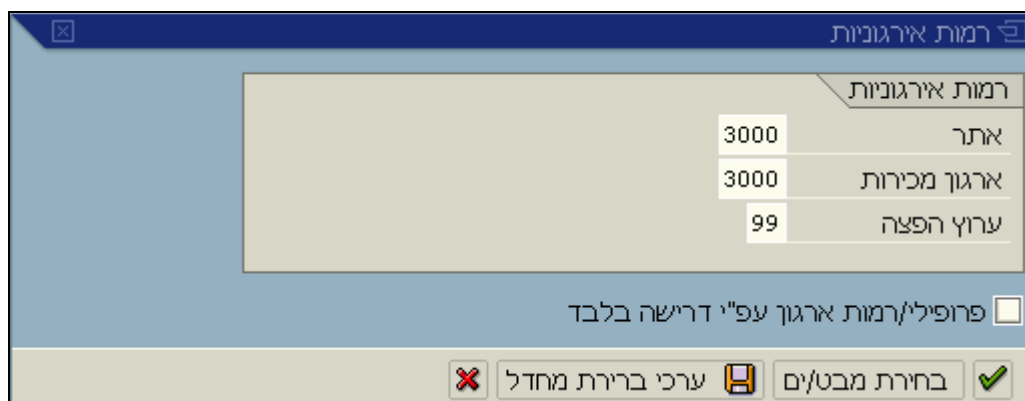 רמות אירגוניות
רמות אירגוניות
אתר 3000
ארגון מכירות 3000
ערוץ הפצה 99
פרופילי/רמות ארגון עפ"י דרישה בלבד
בחירת מבט/ים ערכי ברירת מחדל